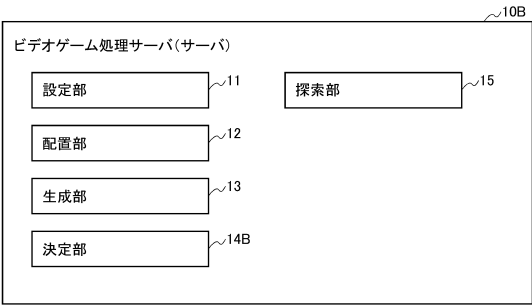 10B
ビデオゲーム処理サーバ(サーバ)
設定部 11
探索部 15
配置部 12
生成部 13
決定部 14B